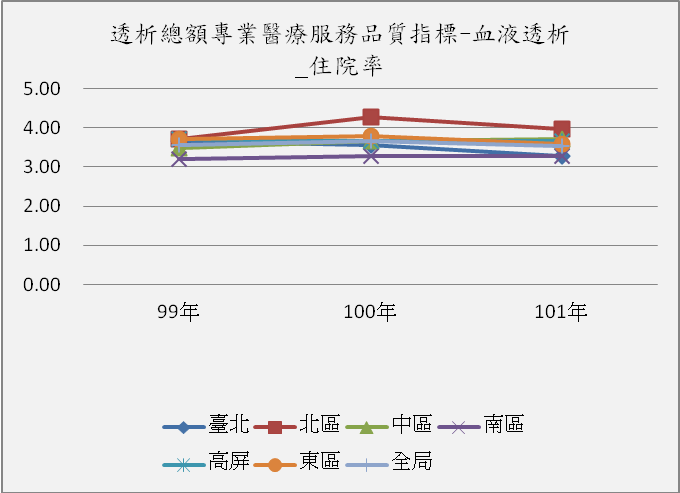 透析總額專業醫療服務品質指標-血液透析
_住院率
5.00
4.00
3.00
2.00
1.00
0.00
99年 100年 101年
臺北 北區 中區 南區
高屏 東區 全局